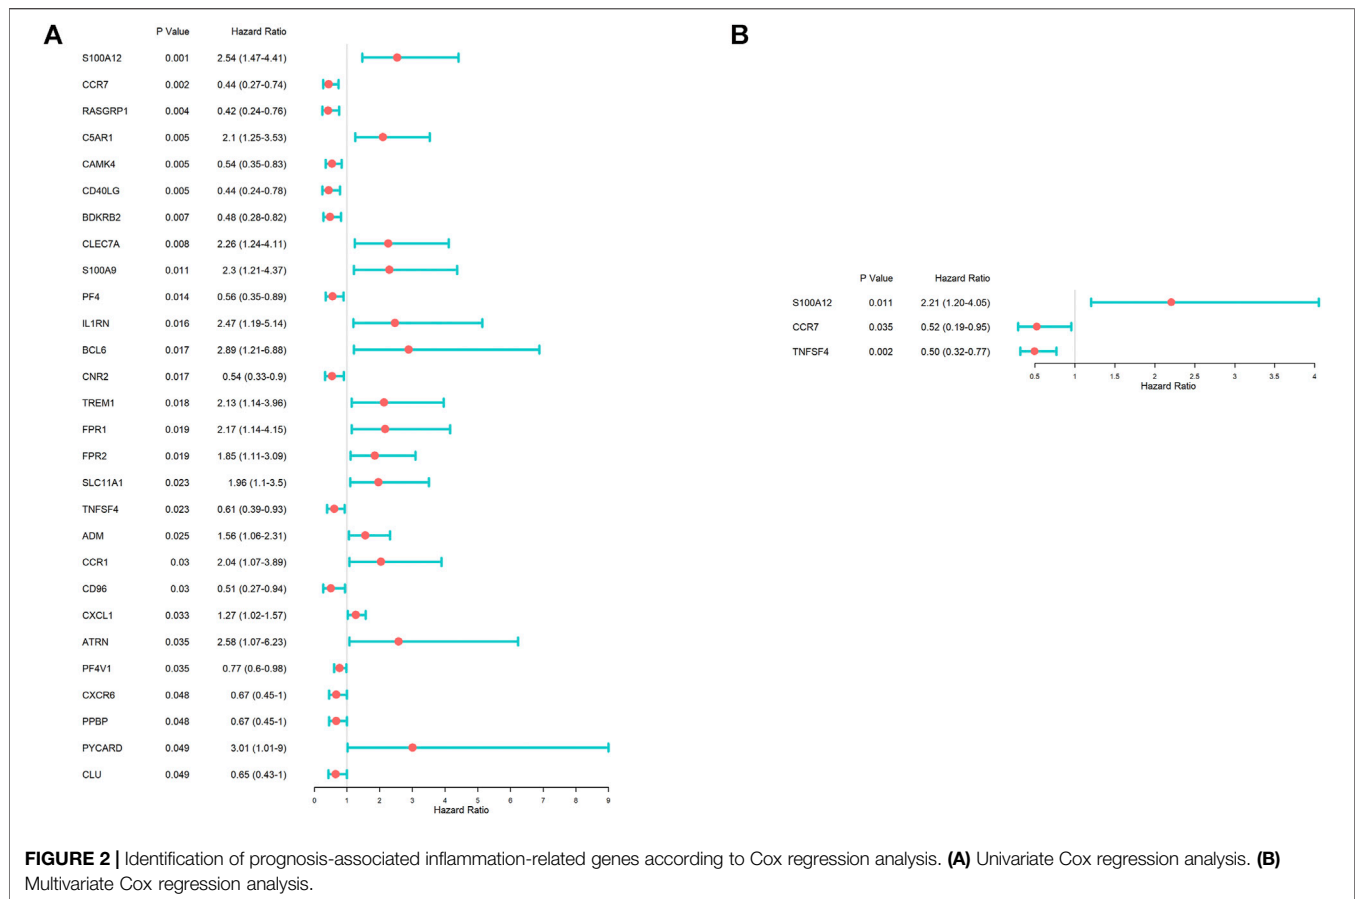 A
P Value Hazard Ratio
S100A12 0.001 2.54 (1.47-4.41)
CCR7 0.002 0.44 (0.27-0.74)
RASGRP1 0.004 0.42 (0.24-0.76)
C5AR1 0.005 2.1 (1.25-3.53)
CAMK4 0.005 0.54 (0.35-0.83)
CD40LG 0.005 0.44 (0.24-0.78)
BDKRB2 0.007 0.48 (0.28-0.82)
CLEC7A 0.008 2.26 (1.24-4.11)
S100A9 0.011 2.3 (1.21-4.37)
PF4 0.014 0.56 (0.35-0.89)
IL1RN 0.016 2.47 (1.19-5.14)
BCL6 0.017 2.89 (1.21-6.88)
CNR2 0.017 0.54 (0.33-0.9)
TREM1 0.018 2.13 (1.14-3.96)
FPR1 0.019 2.17 (1.14-4.15)
FPR2 0.019 1.85 (1.11-3.09)
SLC11A1 0.023 1.96 (1.1-3.5)
TNFSF4 0.023 0.61 (0.39-0.93)
ADM 0.025 1.56 (1.06-2.31)
CCR1 0.03 2.04 (1.07-3.89)
CD96 0.03 0.51 (0.27-0.94)
CXCL1 0.033 1.27 (1.02-1.57)
ATRN 0.035 2.58 (1.07-6.23)
PF4V1 0.035 0.77 (0.6-0.98)
CXCR6 0.048 0.67 (0.45-1)
PPBP 0.048 0.67 (0.45-1)
PYCARD 0.049 3.01 (1.01-9)
CLU 0.049 0.65 (0.43-1)
0 1 2 3 4 5 6 7 8 9
Hazard Ratio
B
P Value Hazard Ratio
S100A12 0.011 2.21 (1.20-4.05)
CCR7 0.035 0.52 (0.19-0.95)
TNFSF4 0.002 0.50 (0.32-0.77)
0.5 1 1.5 2 2.5 3 3.5 4
Hazard Ratio
FIGURE 2 | Identification of prognosis-associated inflammation-related genes according to Cox regression analysis. (A) Univariate Cox regression analysis. (B)
Multivariate Cox regression analysis.